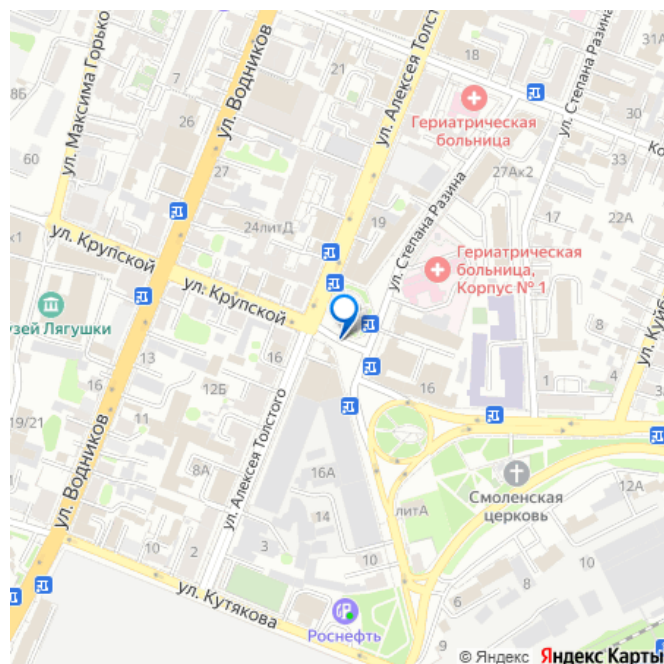 ул. Максима Горько
8Б
7
26
60
27
ул. Водников
21
ул. Алексея Толст
18
Гериатрическая
больница
ул. Степана Разина
31
30
33
Ко
27Ак2
17
22А
24литД
19
ул. Степана Разина
Гериатрическая
больница,
Корпус № 1
к1
ул. Крупской
ул. Крупской
узей Лягушки
13
16
16
12Б
19/21
11
8А
ул. Водников
ул. Алексея Толстого
16
1
4
8
ул. Куйб
16А
14
литА
Смоленская
церковь
12А
10
2
3
10
ул. Кутякова
Роснефть
6
8
9
© Яндекс Яндекс Карты